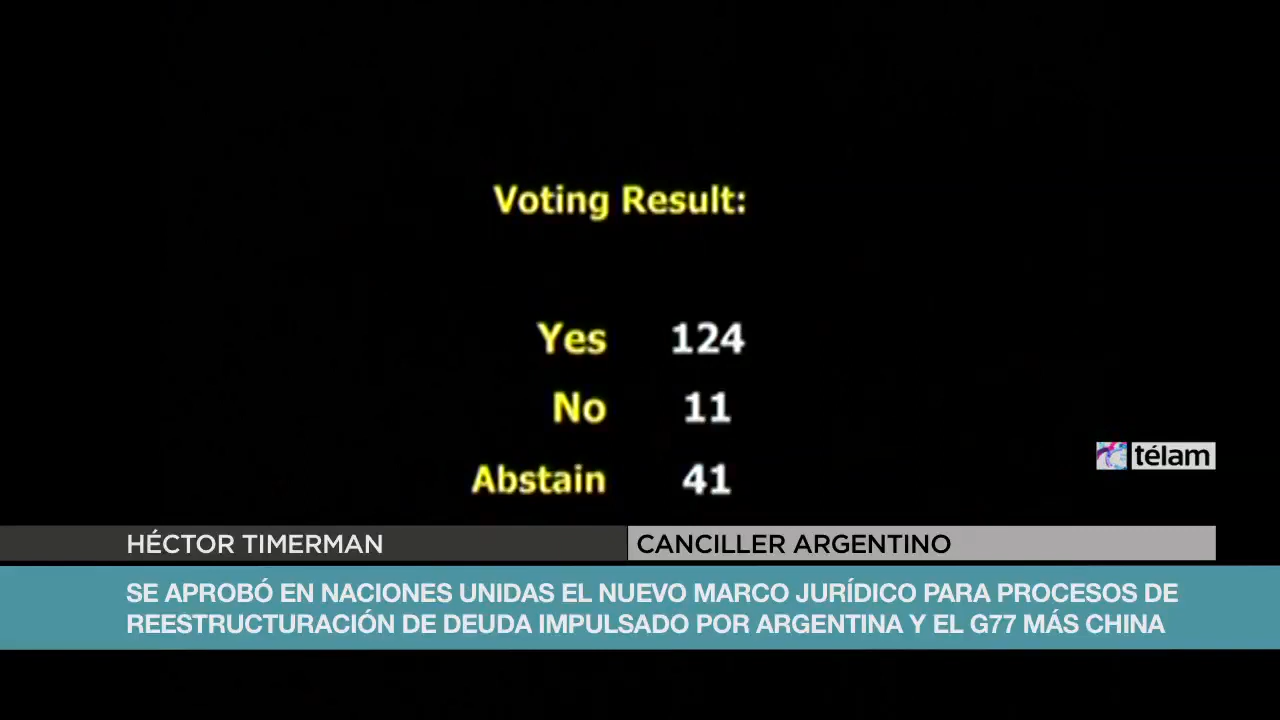 Voting Result:
Yes 124
No 11
Abstain 41
télam
HÉCTOR TIMERMAN CANCILLER ARGENTINO
SE APROBÓ EN NACIONES UNIDAS EL NUEVO MARCO JURÍDICO PARA PROCESOS DE
REESTRUCTURACIÓN DE DEUDA IMPULSADO POR ARGENTINA Y EL G77 MÁS CHINA